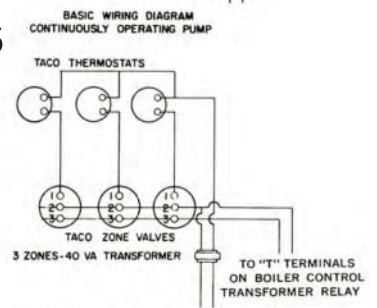 BASIC WIRING DIAGRAM
CONTINUOUSLY OPERATING PUMP
TACO THERMOSTATS
1 1 1
2 2 2
3 3 3
TACO ZONE VALVES
3 ZONES-40 VA TRANSFORMER
TO "T" TERMINALS
ON BOILER CONTROL
TRANSFORMER RELAY